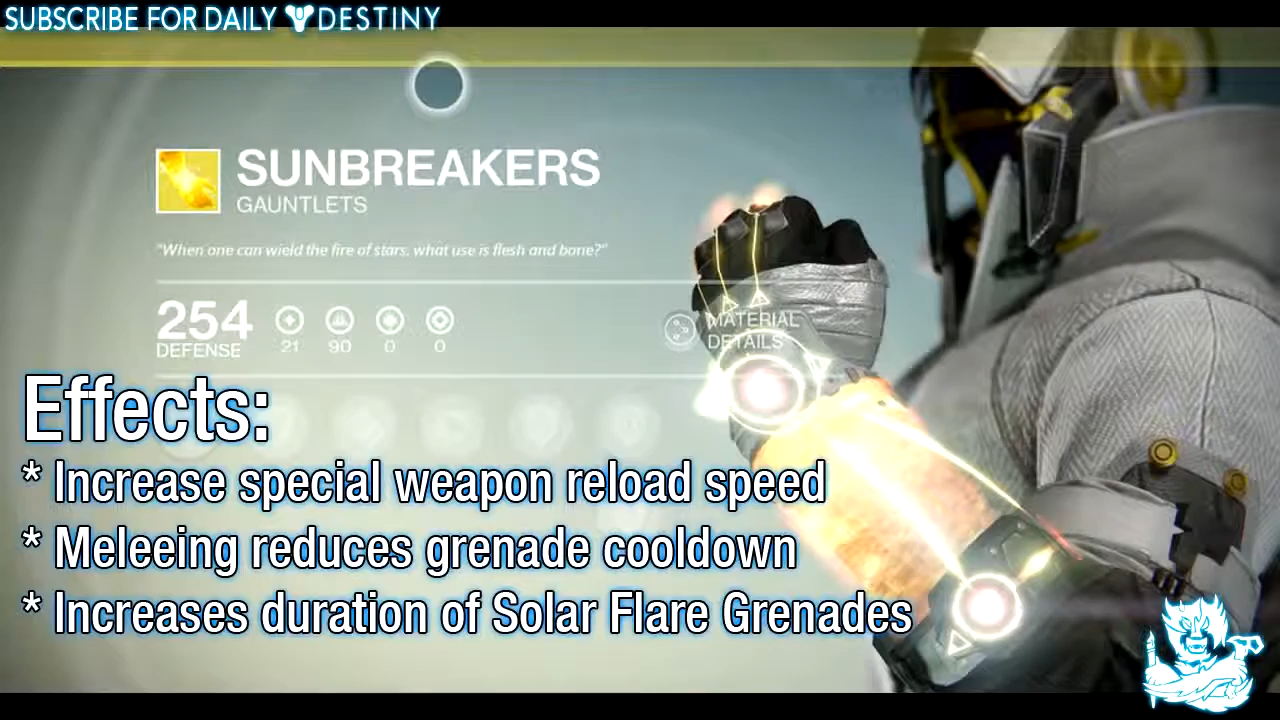 SUBSCRIBE FOR DAILY DESTINY
SUNBREAKERS
GAUNTLETS
"When one can wield the fire of stars, what use is flesh and bone?"
254
DEFENSE
21 90 0 0
MATERIAL
DETAILS
Effects:
* Increase special weapon reload speed
* Meleeing reduces grenade cooldown
* Increases duration of Solar Flare Grenades